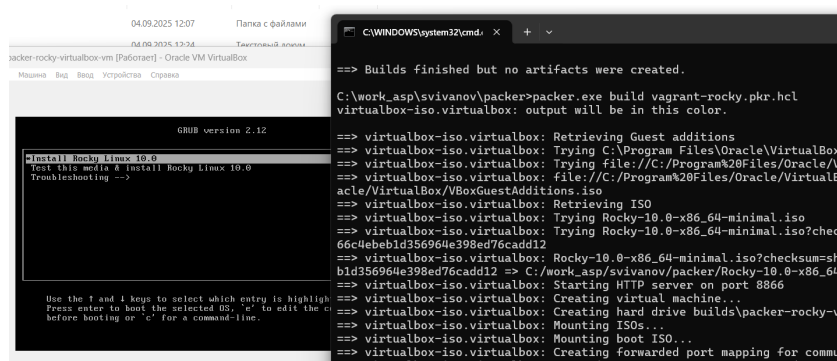 04.09.2025 12:07 Папка с файлами
04.09.2025 12:24 Текстовый докум
packer-rocky-virtualbox-vm [Работает] - Oracle VM VirtualBox
Машина Вид Ввод Устройства Справка
GRUB version 2.12
*Install Rocky Linux 10.0
Test this media & install Rocky Linux 10.0
Troubleshooting -->
Use the ↑ and ↓ keys to select which entry is highligh
Press enter to boot the selected OS, `e' to edit the c
before booting or `c' for a command-line.
C:\WINDOWS\system32\cmd.
==> Builds finished but no artifacts were created.
C:\work_asp\svivanov\packer>packer.exe build vagrant-rocky.pkr.hcl
virtualbox-iso.virtualbox: output will be in this color.
==> virtualbox-iso.virtualbox: Retrieving Guest additions
==> virtualbox-iso.virtualbox: Trying C:\Program Files\Oracle\VirtualBox
==> virtualbox-iso.virtualbox: Trying file://C:/Program%20Files/Oracle/V
==> virtualbox-iso.virtualbox: file://C:/Program%20Files/Oracle/VirtualB
acle/VirtualBox/VBoxGuestAdditions.iso
==> virtualbox-iso.virtualbox: Retrieving ISO
==> virtualbox-iso.virtualbox: Trying Rocky-10.0-x86_64-minimal.iso
==> virtualbox-iso.virtualbox: Trying Rocky-10.0-x86_64-minimal.iso?chec
66c4ebeb1d356964e398ed76cadd12
==> virtualbox-iso.virtualbox: Rocky-10.0-x86_64-minimal.iso?checksum=sh
b1d356964e398ed76cadd12 => C:/work_asp/svivanov/packer/Rocky-10.0-x86_64
==> virtualbox-iso.virtualbox: Starting HTTP server on port 8866
==> virtualbox-iso.virtualbox: Creating virtual machine...
==> virtualbox-iso.virtualbox: Creating hard drive builds\packer-rocky-v
==> virtualbox-iso.virtualbox: Mounting ISOs...
==> virtualbox-iso.virtualbox: Mounting boot ISO...
==> virtualbox-iso.virtualbox: Creating forwarded port mapping for comm